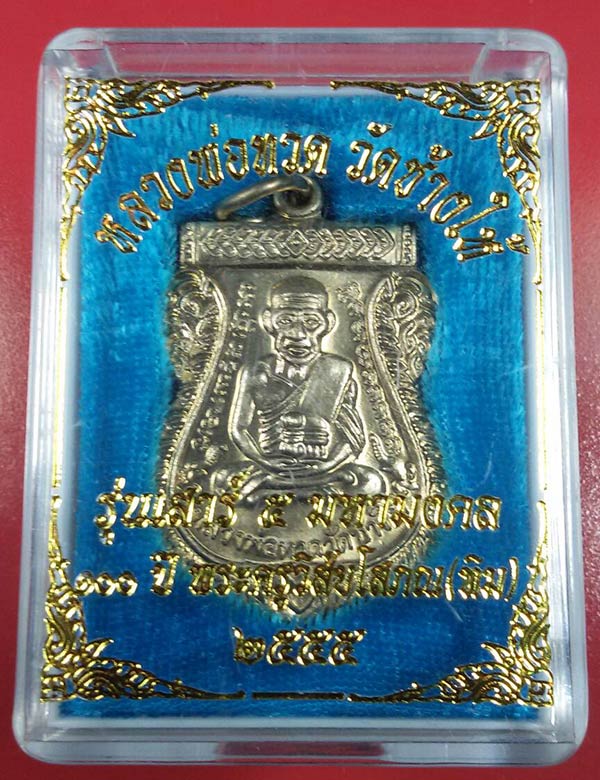 หลวงพ่อทวด วัดช้างให้
รุ่นเสาร์ ๕ มหามงคล
๑๐๐ ปี พระครูวิสัยโสภณ(ทิม)
๒๕๕๕